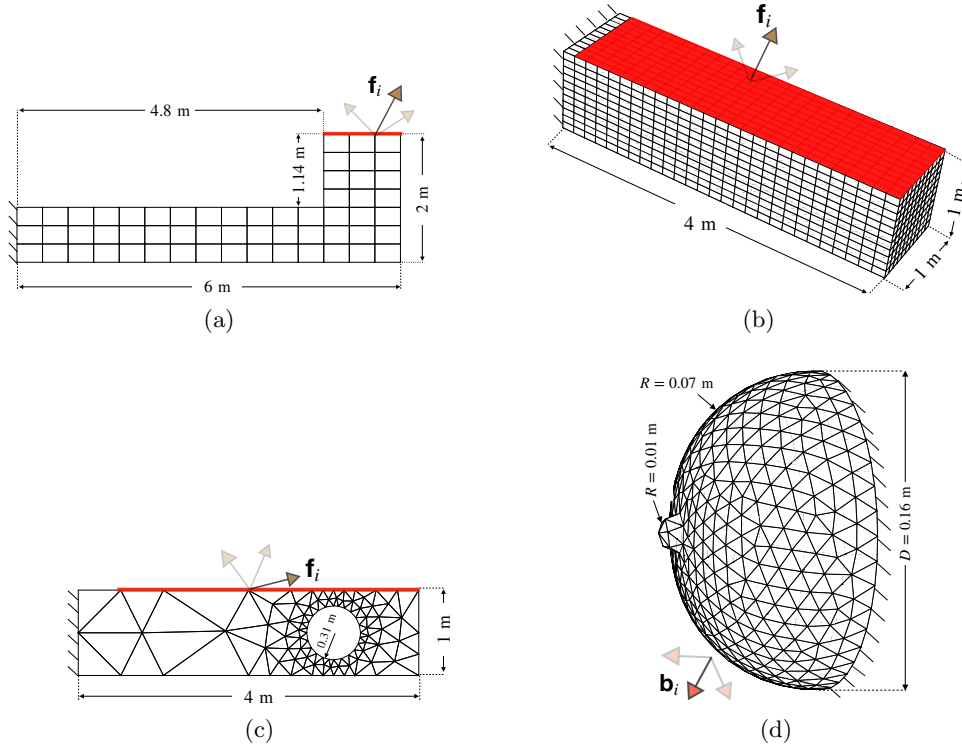 f_i
4.8 m
1.14 m
2 m
6 m
(a)
f_i
4 m
1 m
1 m
(b)
f_i
0.31 m
1 m
4 m
(c)
R = 0.07 m
R = 0.01 m
D = 0.16 m
b_i
(d)